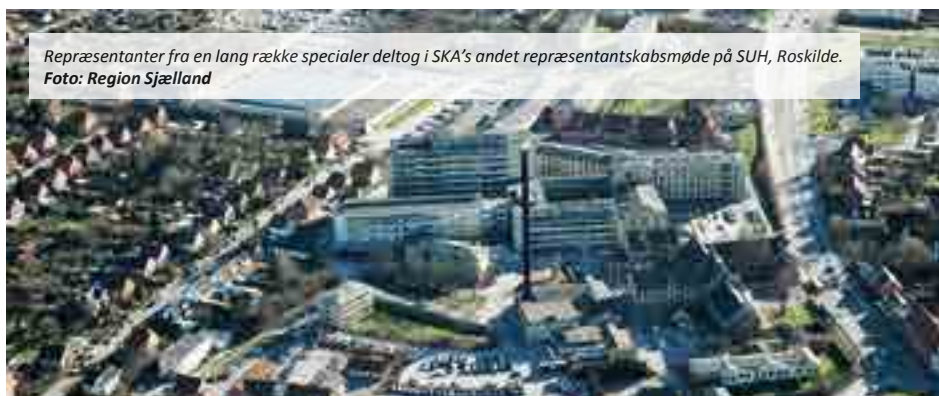 Repræsentanter fra en lang række specialer deltog i SKA's andet repræsentantskabsmøde på SUH, Roskilde.
Foto: Region Sjælland